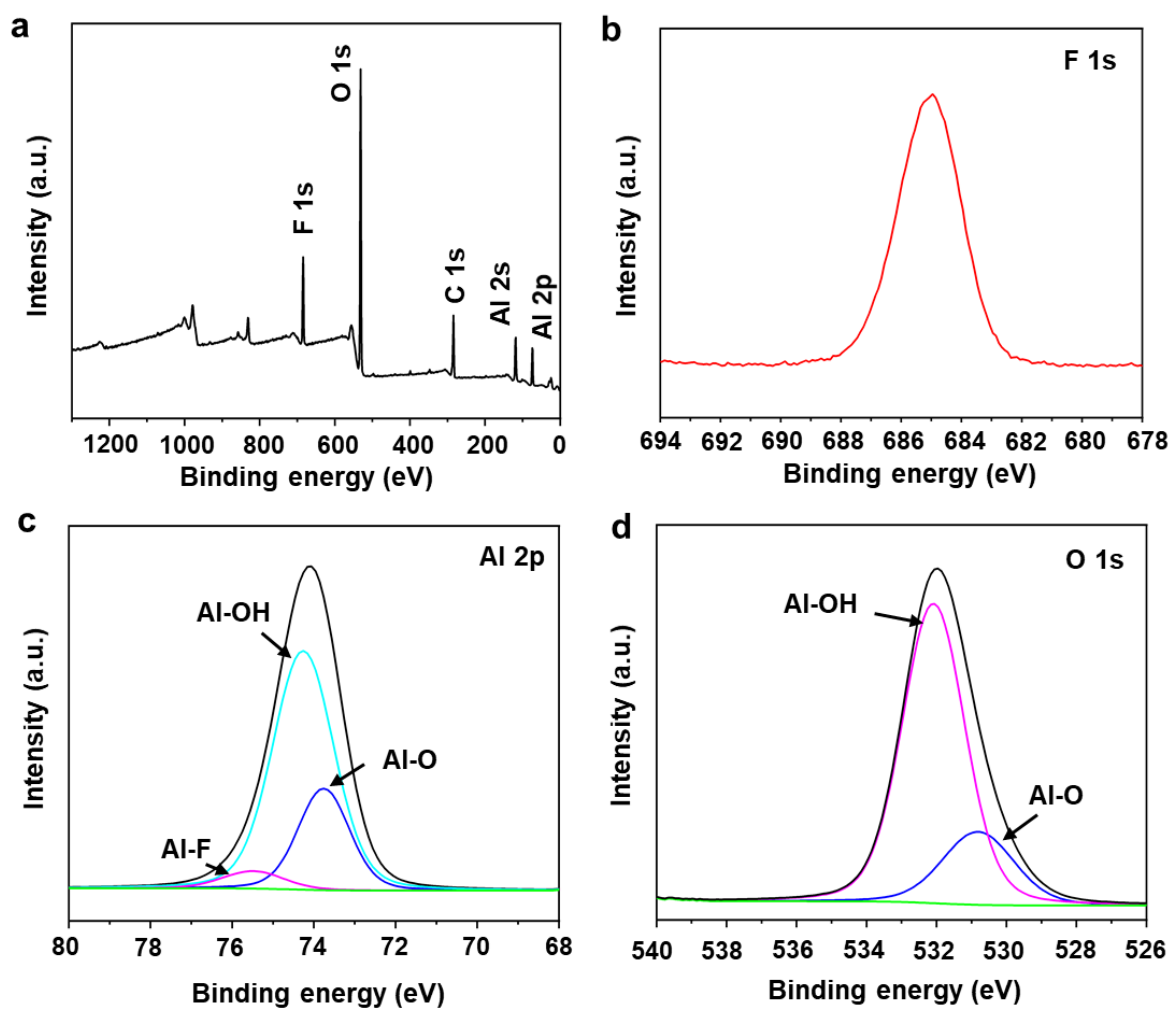 a
O 1s
F 1s
C 1s
Al 2s
Al 2p
Intensity (a.u.)
1200 1000 800 600 400 200 0
Binding energy (eV)
b
F 1s
Intensity (a.u.)
694 692 690 688 686 684 682 680 678
Binding energy (eV)
c
Al 2p
Al-OH
Al-O
Al-F
Intensity (a.u.)
80 78 76 74 72 70 68
Binding energy (eV)
d
O 1s
Al-OH
Al-O
Intensity (a.u.)
540 538 536 534 532 530 528 526
Binding energy (eV)